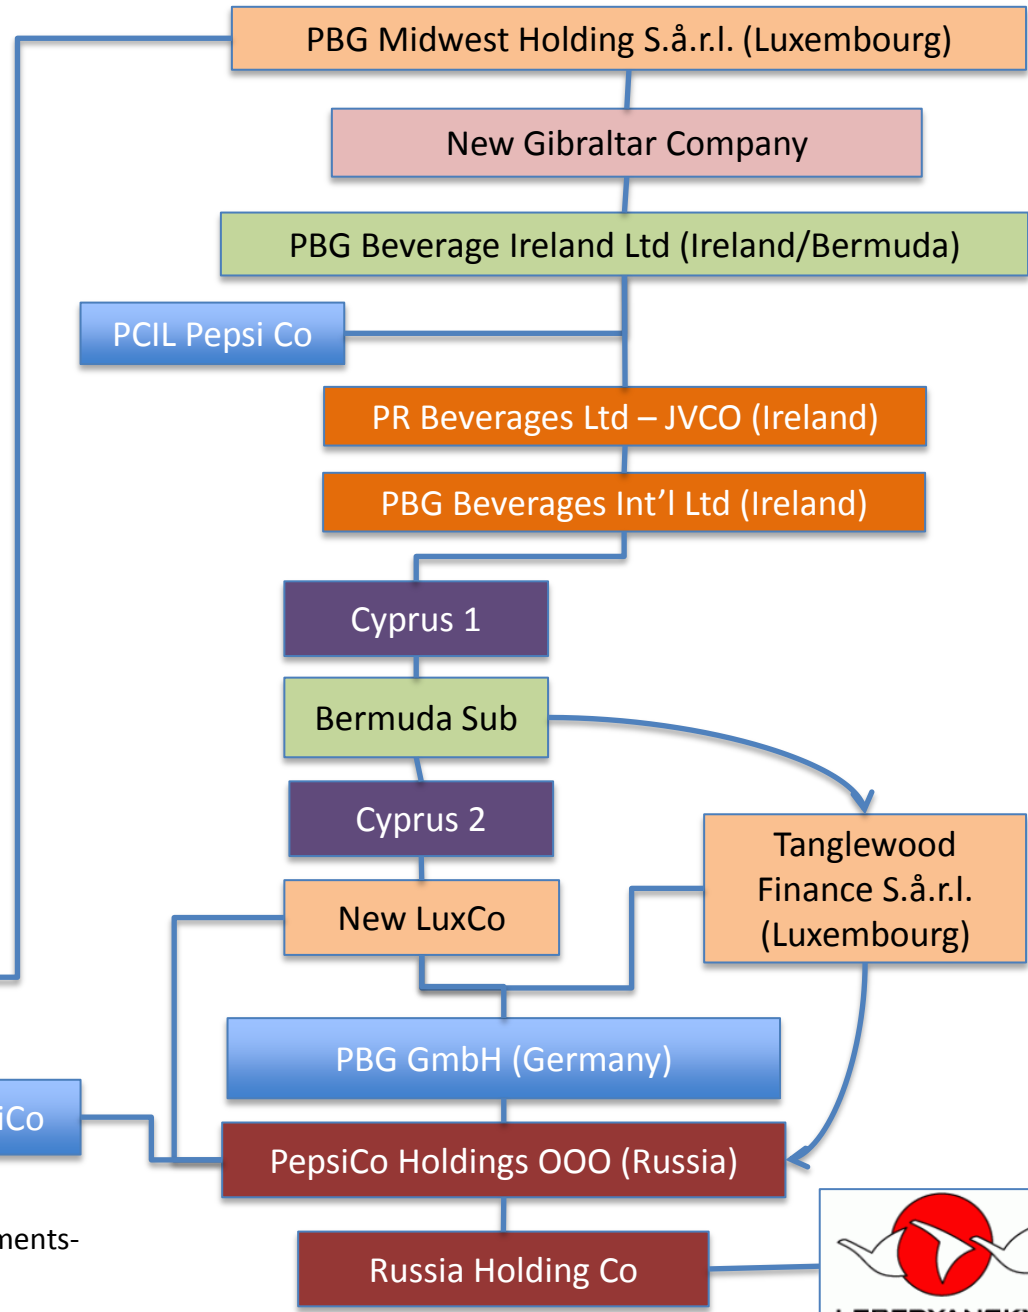 PBG Midwest Holding S.å.r.l. (Luxembourg)
New Gibraltar Company
PBG Beverage Ireland Ltd (Ireland/Bermuda)
PCIL Pepsi Co
PR Beverages Ltd – JVCO (Ireland)
PBG Beverages Int’l Ltd (Ireland)
Cyprus 1
Bermuda Sub
Cyprus 2
Tanglewood
Finance S.å.r.l.
(Luxembourg)
New LuxCo
PBG GmbH (Germany)
iCo
PepsiCo Holdings OOO (Russia)
ments-
Russia Holding Co